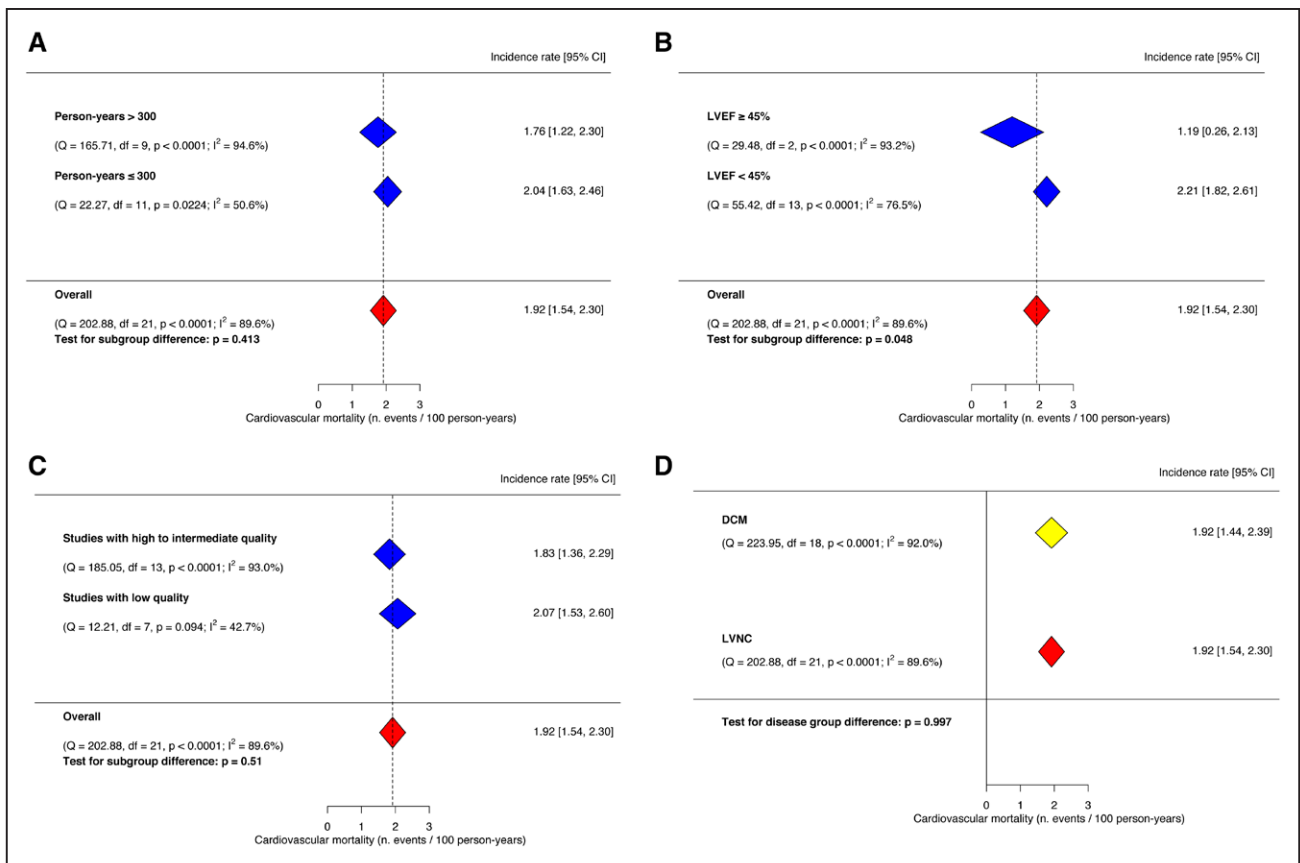 A
Incidence rate [95% CI]
Person-years > 300
(Q = 165.71, df = 9, p < 0.0001; I² = 94.6%)
1.76 [1.22, 2.30]
Person-years ≤ 300
(Q = 22.27, df = 11, p = 0.0224; I² = 50.6%)
2.04 [1.63, 2.46]
Overall
(Q = 202.88, df = 21, p < 0.0001; I² = 89.6%)
1.92 [1.54, 2.30]
Test for subgroup difference: p = 0.413
0 1 2 3
Cardiovascular mortality (n. events / 100 person-years)
B
Incidence rate [95% CI]
LVEF ≥ 45%
(Q = 29.48, df = 2, p < 0.0001; I² = 93.2%)
1.19 [0.26, 2.13]
LVEF < 45%
(Q = 55.42, df = 13, p < 0.0001; I² = 76.5%)
2.21 [1.82, 2.61]
Overall
(Q = 202.88, df = 21, p < 0.0001; I² = 89.6%)
1.92 [1.54, 2.30]
Test for subgroup difference: p = 0.048
0 1 2 3
Cardiovascular mortality (n. events / 100 person-years)
C
Incidence rate [95% CI]
Studies with high to intermediate quality
(Q = 185.05, df = 13, p < 0.0001; I² = 93.0%)
1.83 [1.36, 2.29]
Studies with low quality
(Q = 12.21, df = 7, p = 0.094; I² = 42.7%)
2.07 [1.53, 2.60]
Overall
(Q = 202.88, df = 21, p < 0.0001; I² = 89.6%)
1.92 [1.54, 2.30]
Test for subgroup difference: p = 0.51
0 1 2 3
Cardiovascular mortality (n. events / 100 person-years)
D
Incidence rate [95% CI]
DCM
(Q = 223.95, df = 18, p < 0.0001; I² = 92.0%)
1.92 [1.44, 2.39]
LVNC
(Q = 202.88, df = 21, p < 0.0001; I² = 89.6%)
1.92 [1.54, 2.30]
Test for disease group difference: p = 0.997
0 1 2 3
Cardiovascular mortality (n. events / 100 person-years)